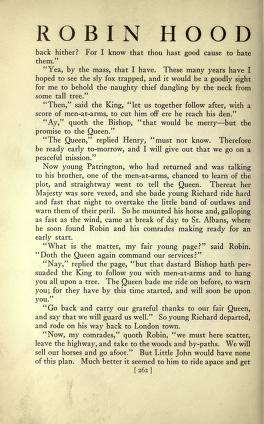 ROBIN HOOD
back hither? For I know that thou hast good cause to hate
them."
"Yea, by the mass, that I have. These many years have I
hoped to see the sly fox trapped, and it would be a goodly sight
for me to behold the naughty thief dangling by the neck from
some tall tree."
"Then," said the King, "let us together follow after, with a
score of men-at-arms, to cut him off ere he reach his den."
"Ay," quoth the Bishop, "that would be merry—but the
promise to the Queen."
"The Queen," replied Henry, "must not know. Therefore
be ready early to-morrow, and I will give out that we go on a
peaceful mission."
Now young Patrington, who had returned and was talking
to his brother, one of the men-at-arms, chanced to learn of the
plot, and straightway went to tell the Queen. Thereat her
Majesty was sore vexed, and she bade young Richard ride hard
and fast that night to overtake the little band of outlaws and
warn them of their peril. So he mounted his horse and, galloping
as fast as the wind, came at break of day to St. Albans, where
he soon found Robin and his comrades making ready for an
early start.
"What is the matter, my fair young page?" said Robin.
"Doth the Queen again command our services?"
"Nay," replied the page, "but that dastard Bishop hath per-
suaded the King to follow you with men-at-arms and to hang
you all upon a tree. The Queen bade me ride on before, to warn
you; for they have by this time started, and will soon be upon
you."
"Go back and carry our grateful thanks to our fair Queen,
and say that we will guard us well." So young Richard departed,
and rode on his way back to London town.
"Now, my comrades," quoth Robin, "we must here scatter,
leave the highway, and take to the woods and by-paths. We will
sell our horses and go afoot." But Little John would have none
of this plan. Much better it seemed to him to ride apace and get
[ 262 ]